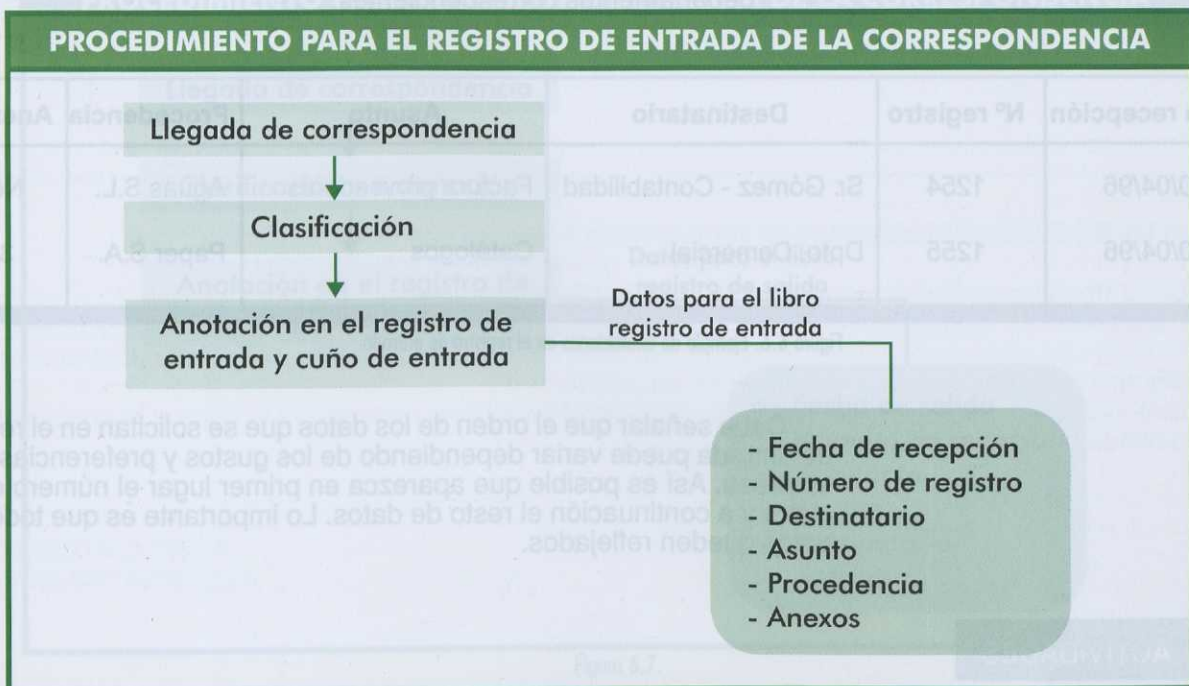 PROCEDIMIENTO PARA EL REGISTRO DE ENTRADA DE LA CORRESPONDENCIA
Llegada de correspondencia
Clasificación
Anotación en el registro de
entrada y cuño de entrada
Datos para el libro
registro de entrada
- Fecha de recepción
- Número de registro
- Destinatario
- Asunto
- Procedencia
- Anexos